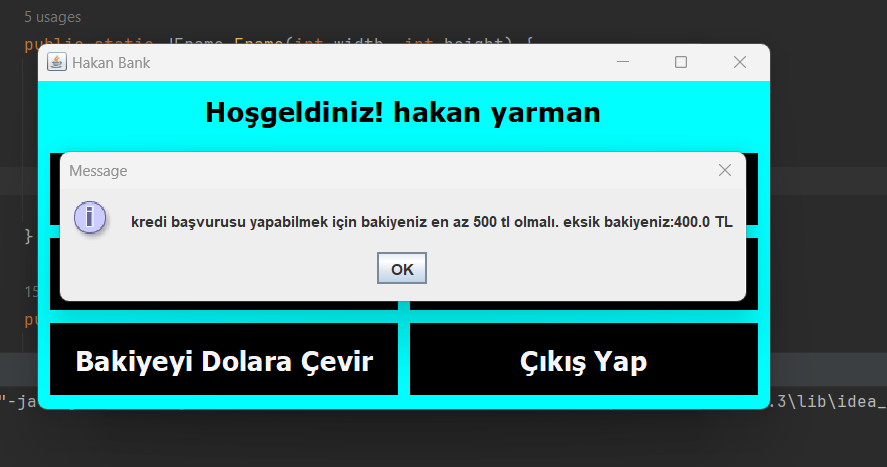 5 usages
public static JFrame Frame(int width, int height) {
Hakan Bank
Hoşgeldiniz! hakan yarman
Message
i
kredi başvurusu yapabilmek için bakiyeniz en az 500 tl olmalı. eksik bakiyeniz:400.0 TL
}
OK
15
pu
Bakiyeyi Dolara Çevir
Çıkış Yap
"-ja
.3\lib\idea_